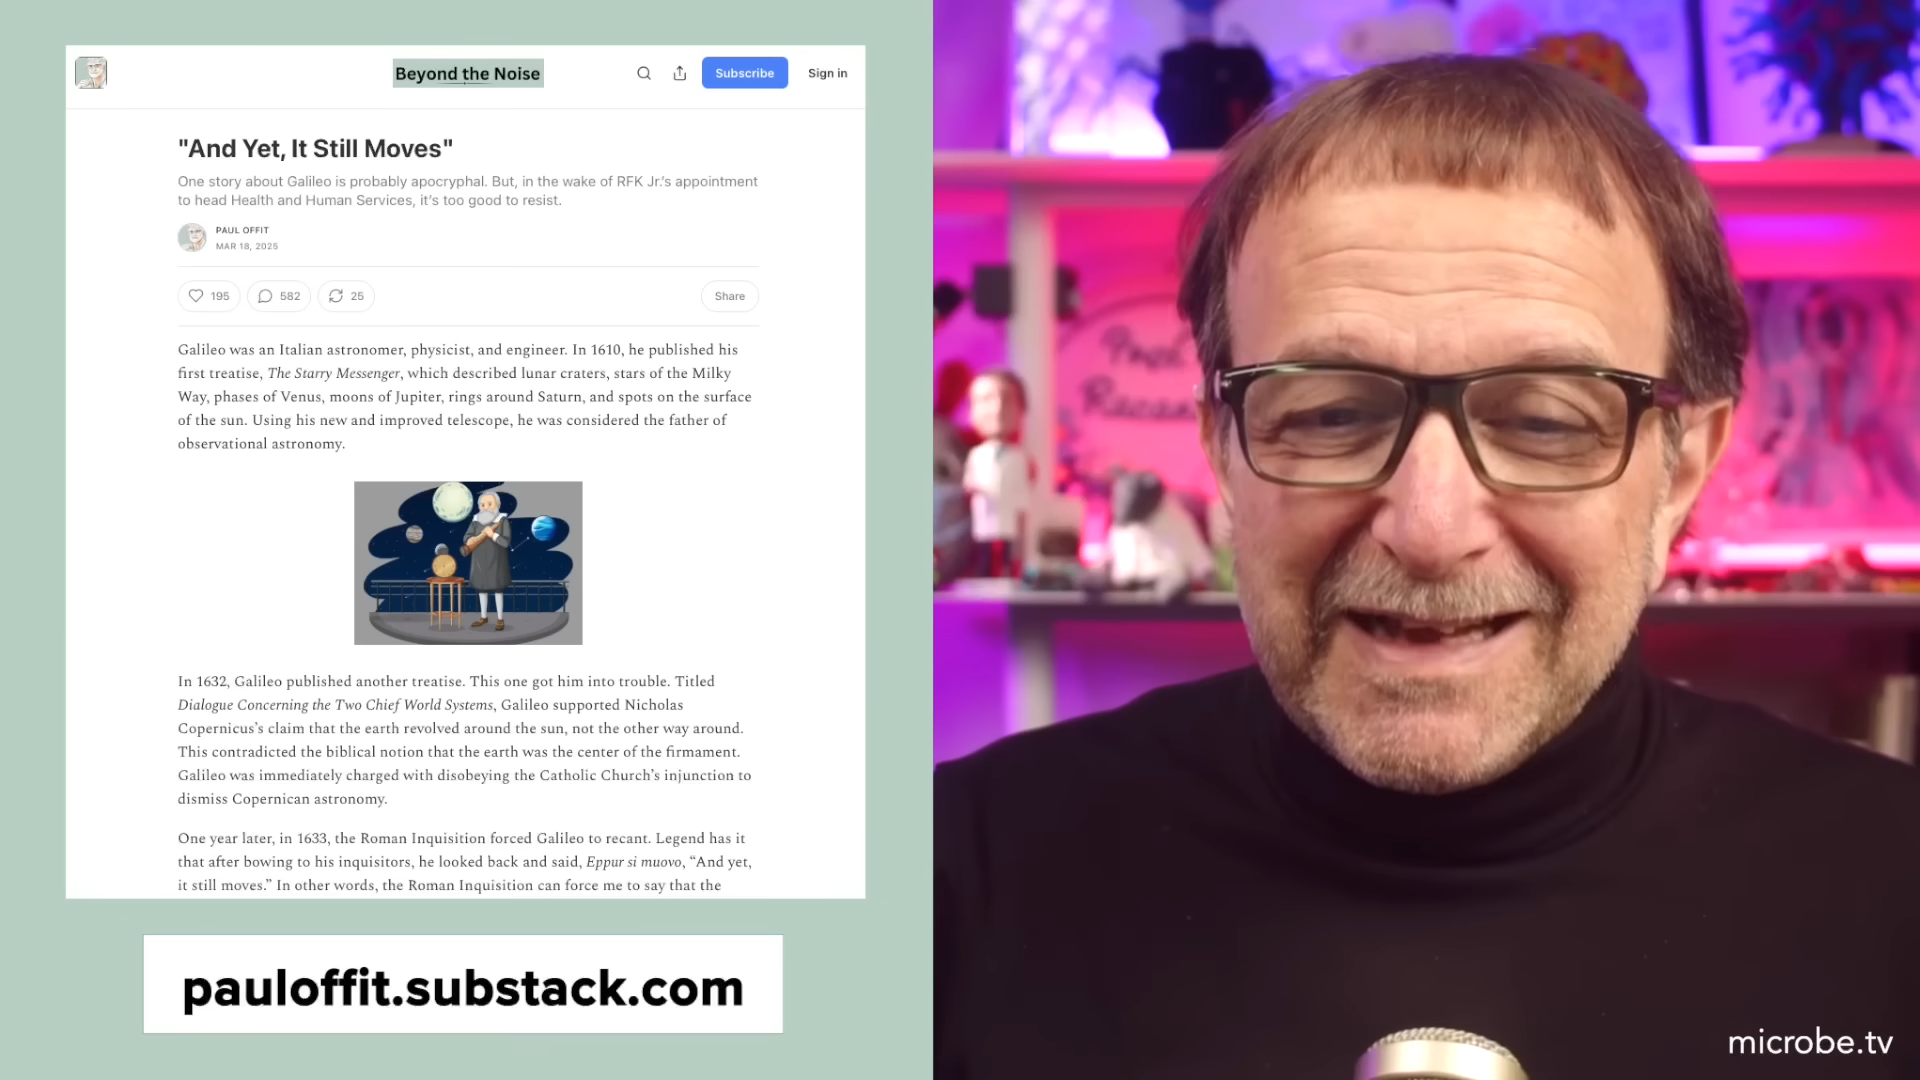 Beyond the Noise
Subscribe
Sign in
"And Yet, It Still Moves"
One story about Galileo is probably apocryphal. But, in the wake of RFK Jr.'s appointment
to head Health and Human Services, it's too good to resist.
PAUL OFFIT
MAR 18, 2025
195
582
25
Share
Galileo was an Italian astronomer, physicist, and engineer. In 1610, he published his
first treatise, The Starry Messenger, which described lunar craters, stars of the Milky
Way, phases of Venus, moons of Jupiter, rings around Saturn, and spots on the surface
of the sun. Using his new and improved telescope, he was considered the father of
observational astronomy.
In 1632, Galileo published another treatise. This one got him into trouble. Titled
Dialogue Concerning the Two Chief World Systems, Galileo supported Nicholas
Copernicus's claim that the earth revolved around the sun, not the other way around.
This contradicted the biblical notion that the earth was the center of the firmament.
Galileo was immediately charged with disobeying the Catholic Church's injunction to
dismiss Copernican astronomy.
One year later, in 1633, the Roman Inquisition forced Galileo to recant. Legend has it
that after bowing to his inquisitors, he looked back and said, Eppur si muovo, “And yet,
it still moves.” In other words, the Roman Inquisition can force me to say that the
pauloffit.substack.com
microbe.tv